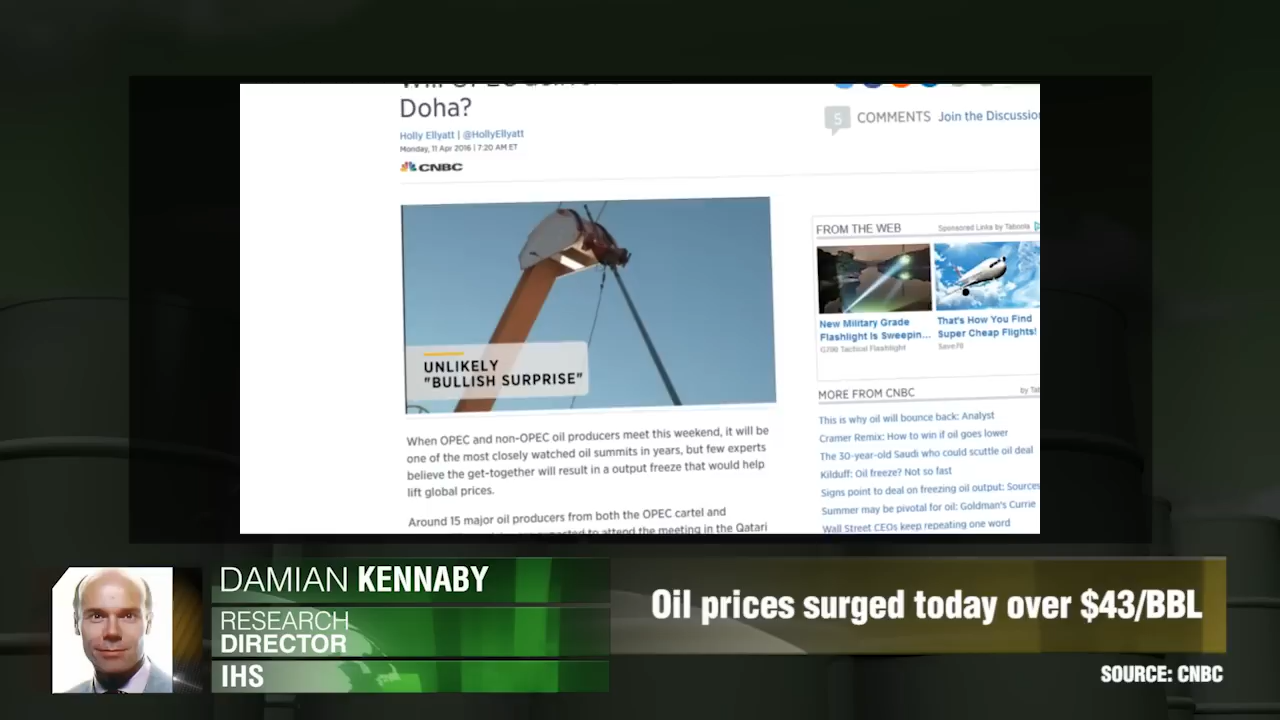 Doha?
Holly Ellyatt | @HollyEllyatt
Monday, 11 Apr 2016 | 7:20 AM ET
CNBC
5 COMMENTS Join the Discussio
UNLIKELY
"BULLISH SURPRISE"
When OPEC and non-OPEC oil producers meet this weekend, it will be
one of the most closely watched oil summits in years, but few experts
believe the get-together will result in a output freeze that would help
lift global prices.
Around 15 major oil producers from both the OPEC cartel and
to attend the meeting in the Qatari
FROM THE WEB
Sponsored Links by Taboola
New Military Grade
Flashlight Is Sweepin...
G700 Tactical Flashlight
That's How You Find
Super Cheap Flights!
Save70
MORE FROM CNBC
by Tab
This is why oil will bounce back: Analyst
Cramer Remix: How to win if oil goes lower
The 30-year-old Saudi who could scuttle oil deal
Kilduff: Oil freeze? Not so fast
Signs point to deal on freezing oil output: Sources
Summer may be pivotal for oil: Goldman's Currie
Wall Street CEOs keep repeating one word
DAMIAN KENNABY
RESEARCH
DIRECTOR
IHS
Oil prices surged today over $43/BBL
SOURCE: CNBC